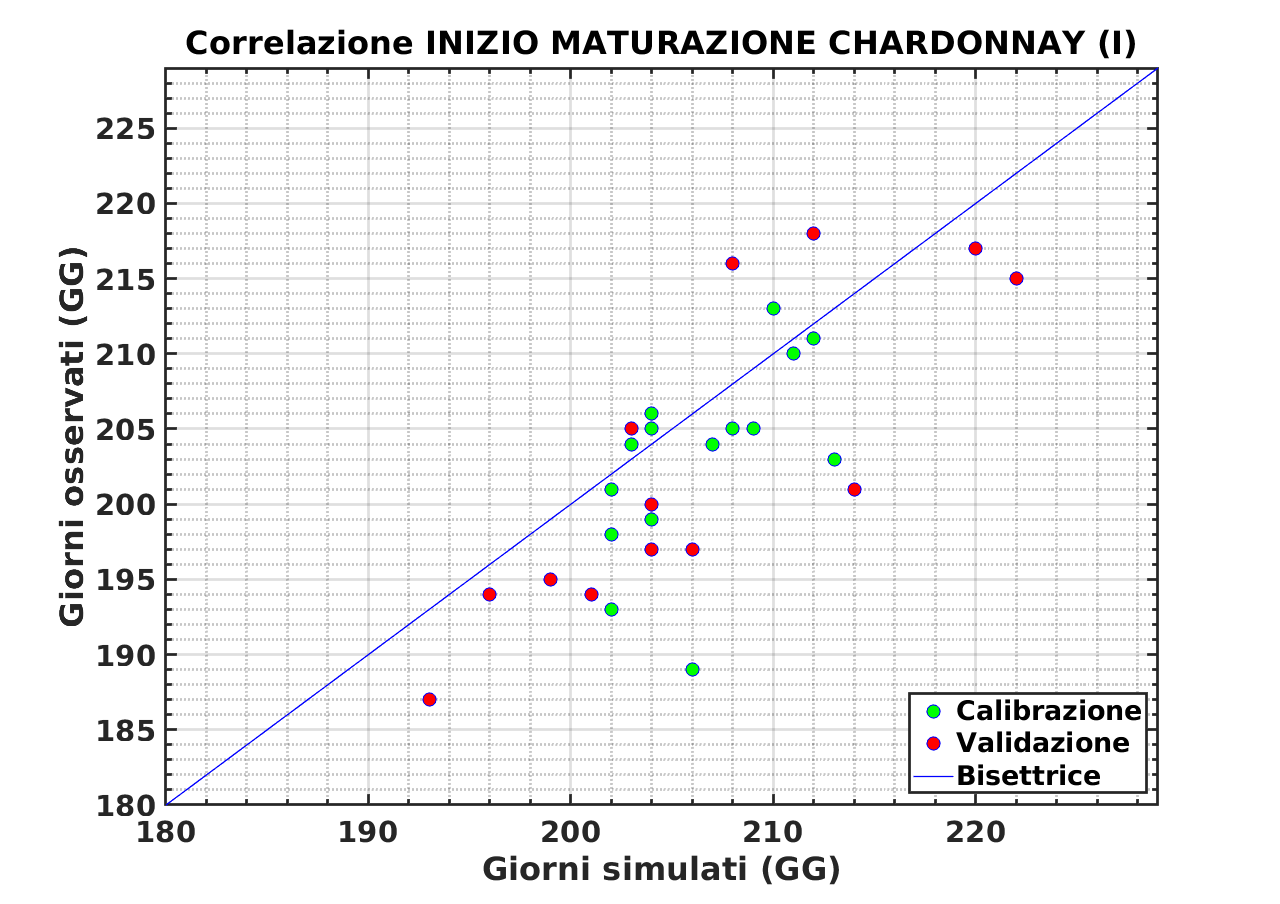 Correlazione INIZIO MATURAZIONE CHARDONNAY (I)
225
220
215
210
205
200
195
190
185
180
Giorni osservati (GG)
180 190 200 210 220
Giorni simulati (GG)
Calibrazione
Validazione
Bisettrice